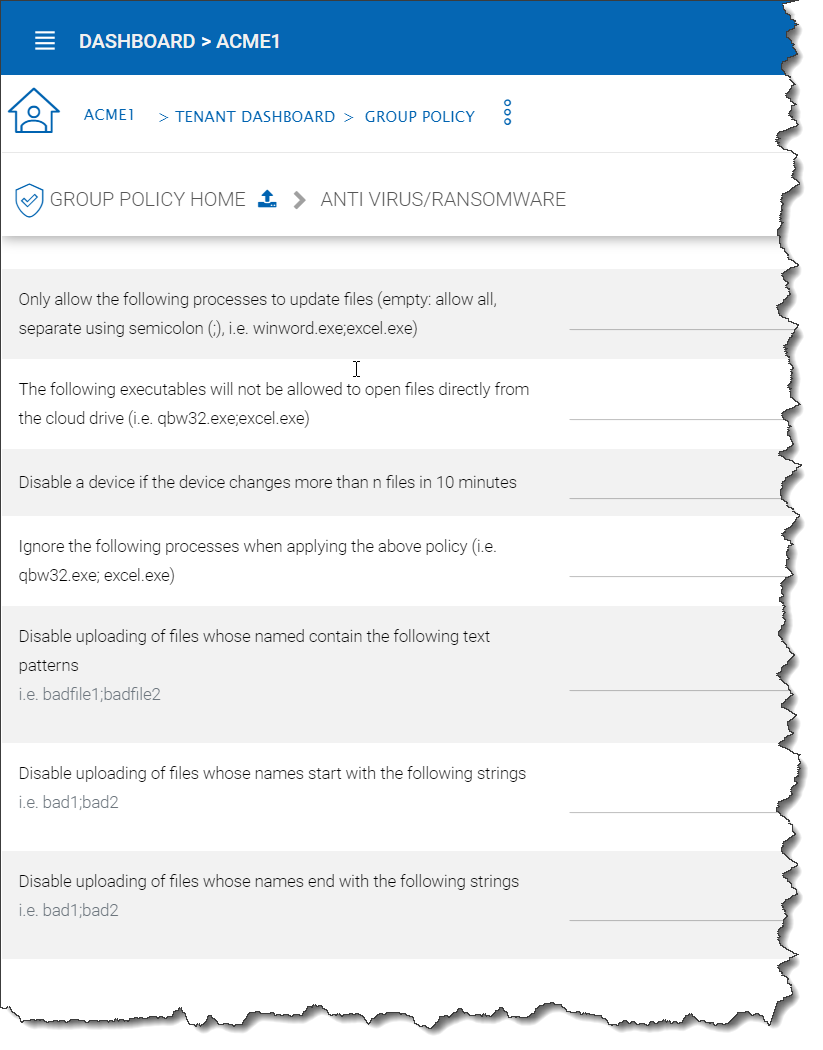 DASHBOARD > ACME1
ACME1 > TENANT DASHBOARD > GROUP POLICY
GROUP POLICY HOME ANTI VIRUS/RANSOMWARE
Only allow the following processes to update files (empty: allow all,
separate using semicolon (;), i.e. winword.exe;excel.exe)
The following executables will not be allowed to open files directly from
the cloud drive (i.e. qbw32.exe;excel.exe)
Disable a device if the device changes more than n files in 10 minutes
Ignore the following processes when applying the above policy (i.e.
qbw32.exe; excel.exe)
Disable uploading of files whose named contain the following text
patterns
i.e. badfile1;badfile2
Disable uploading of files whose names start with the following strings
i.e. bad1;bad2
Disable uploading of files whose names end with the following strings
i.e. bad1;bad2